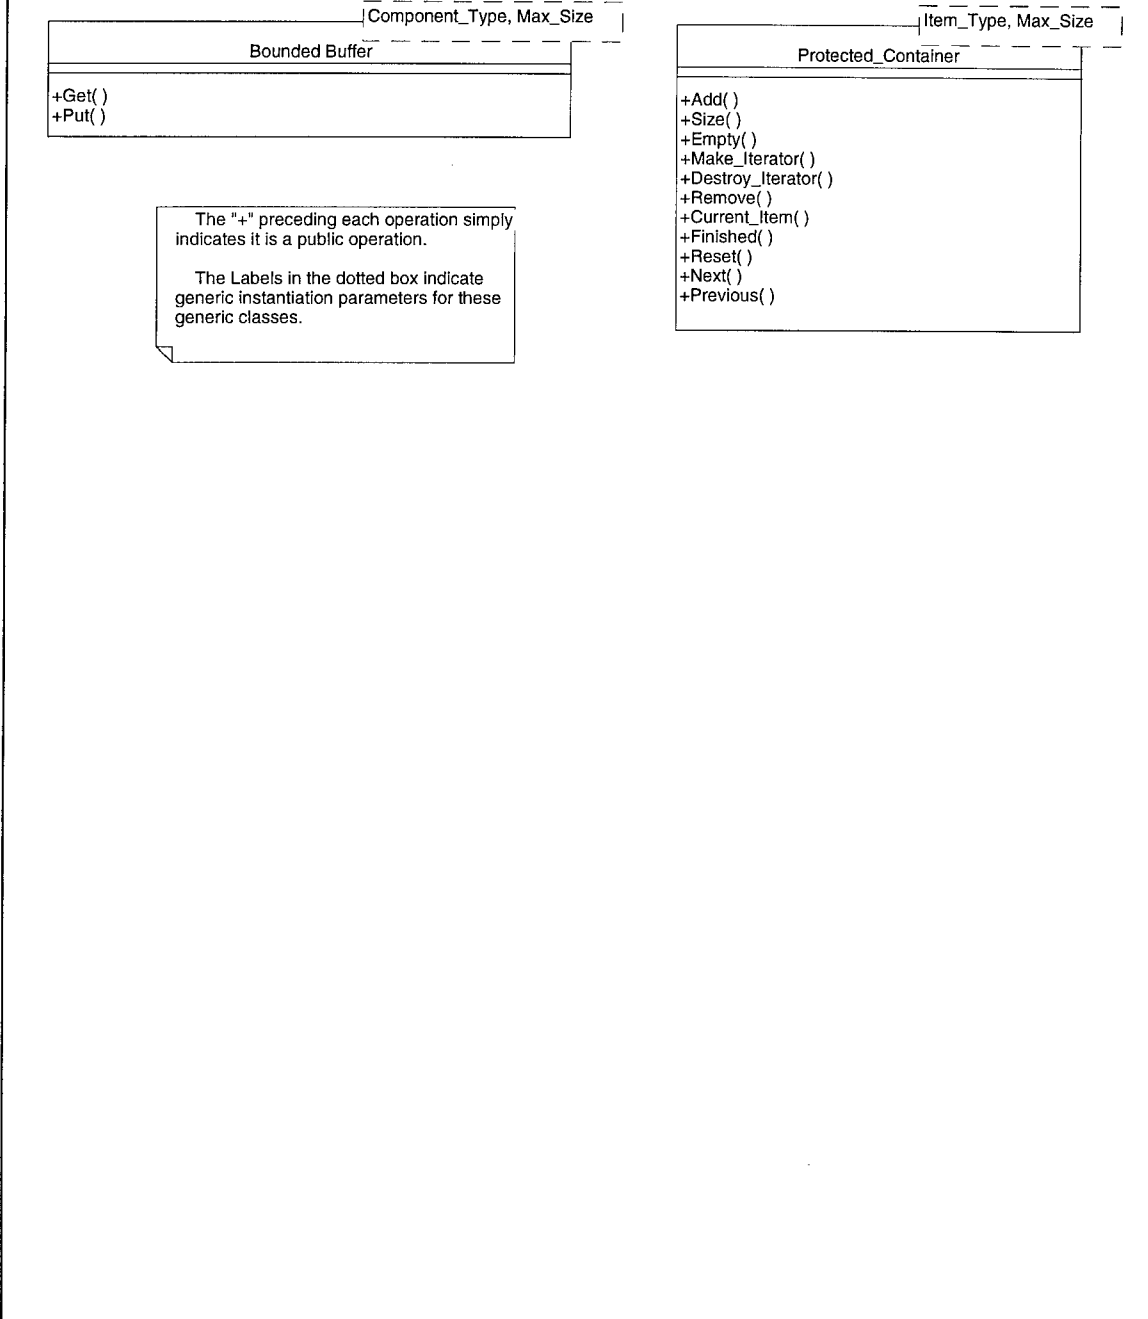 Component_Type, Max_Size
Bounded Buffer
+Get( )
+Put( )
The "+" preceding each operation simply
indicates it is a public operation.
The Labels in the dotted box indicate
generic instantiation parameters for these
generic classes.
Item_Type, Max_Size
Protected_Container
+Add( )
+Size( )
+Empty( )
+Make_Iterator( )
+Destroy_Iterator( )
+Remove( )
+Current_Item( )
+Finished( )
+Reset( )
+Next( )
+Previous( )